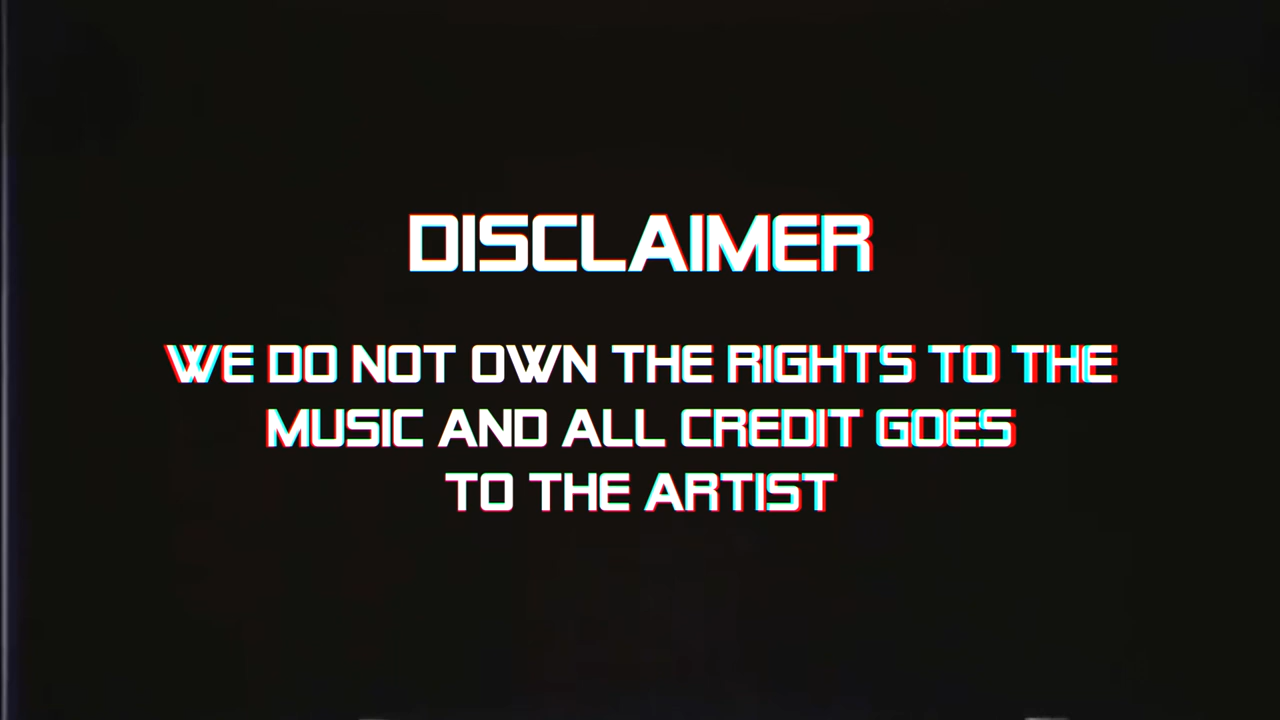 DISCLAIMER
WE DO NOT OWN THE RIGHTS TO THE
MUSIC AND ALL CREDIT GOES
TO THE ARTIST